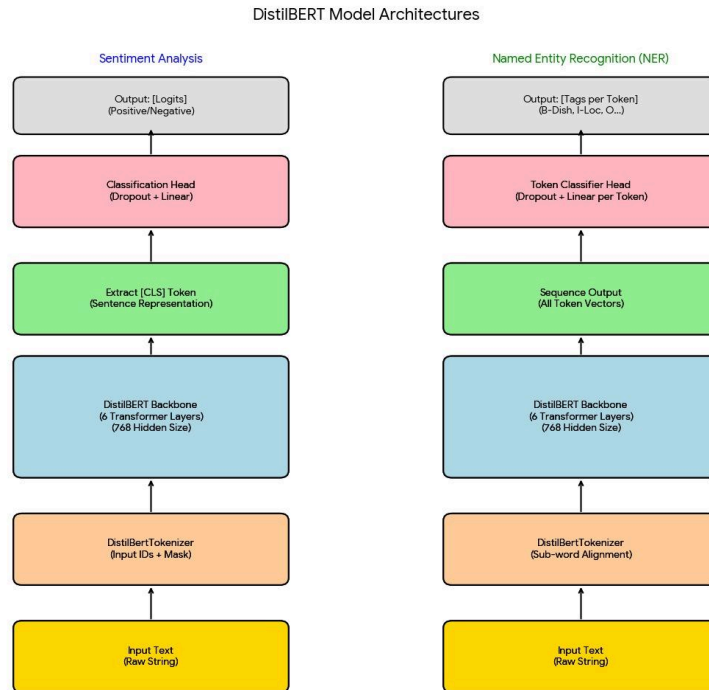 DistilBERT Model Architectures
Sentiment Analysis
Output: [Logits]
(Positive/Negative)
Classification Head
(Dropout + Linear)
Extract [CLS] Token
(Sentence Representation)
DistilBERT Backbone
(6 Transformer Layers)
(768 Hidden Size)
DistilBertTokenizer
(Input IDs + Mask)
Input Text
(Raw String)
Named Entity Recognition (NER)
Output: [Tags per Token]
(B-Dish, I-Loc, O...)
Token Classifier Head
(Dropout + Linear per Token)
Sequence Output
(All Token Vectors)
DistilBERT Backbone
(6 Transformer Layers)
(768 Hidden Size)
DistilBertTokenizer
(Sub-word Alignment)
Input Text
(Raw String)